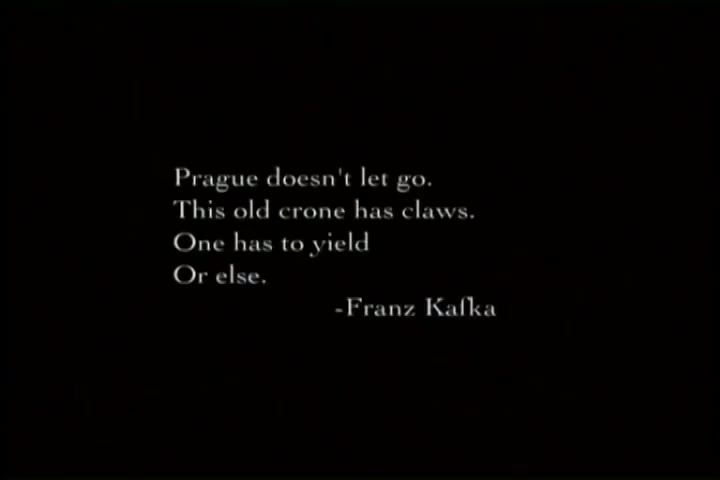 Prague doesn't let go.
This old crone has claws.
One has to yield
Or else.
-Franz Kafka